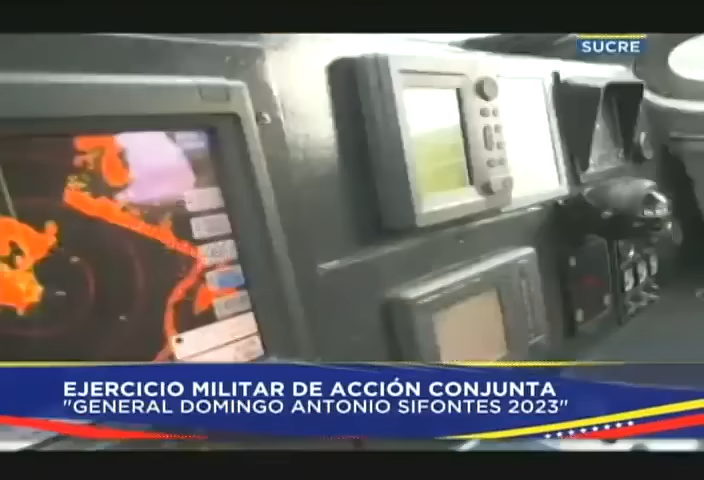 SUCRE
EJERCICIO MILITAR DE ACCIÓN CONJUNTA
"GENERAL DOMINGO ANTONIO SIFONTES 2023"